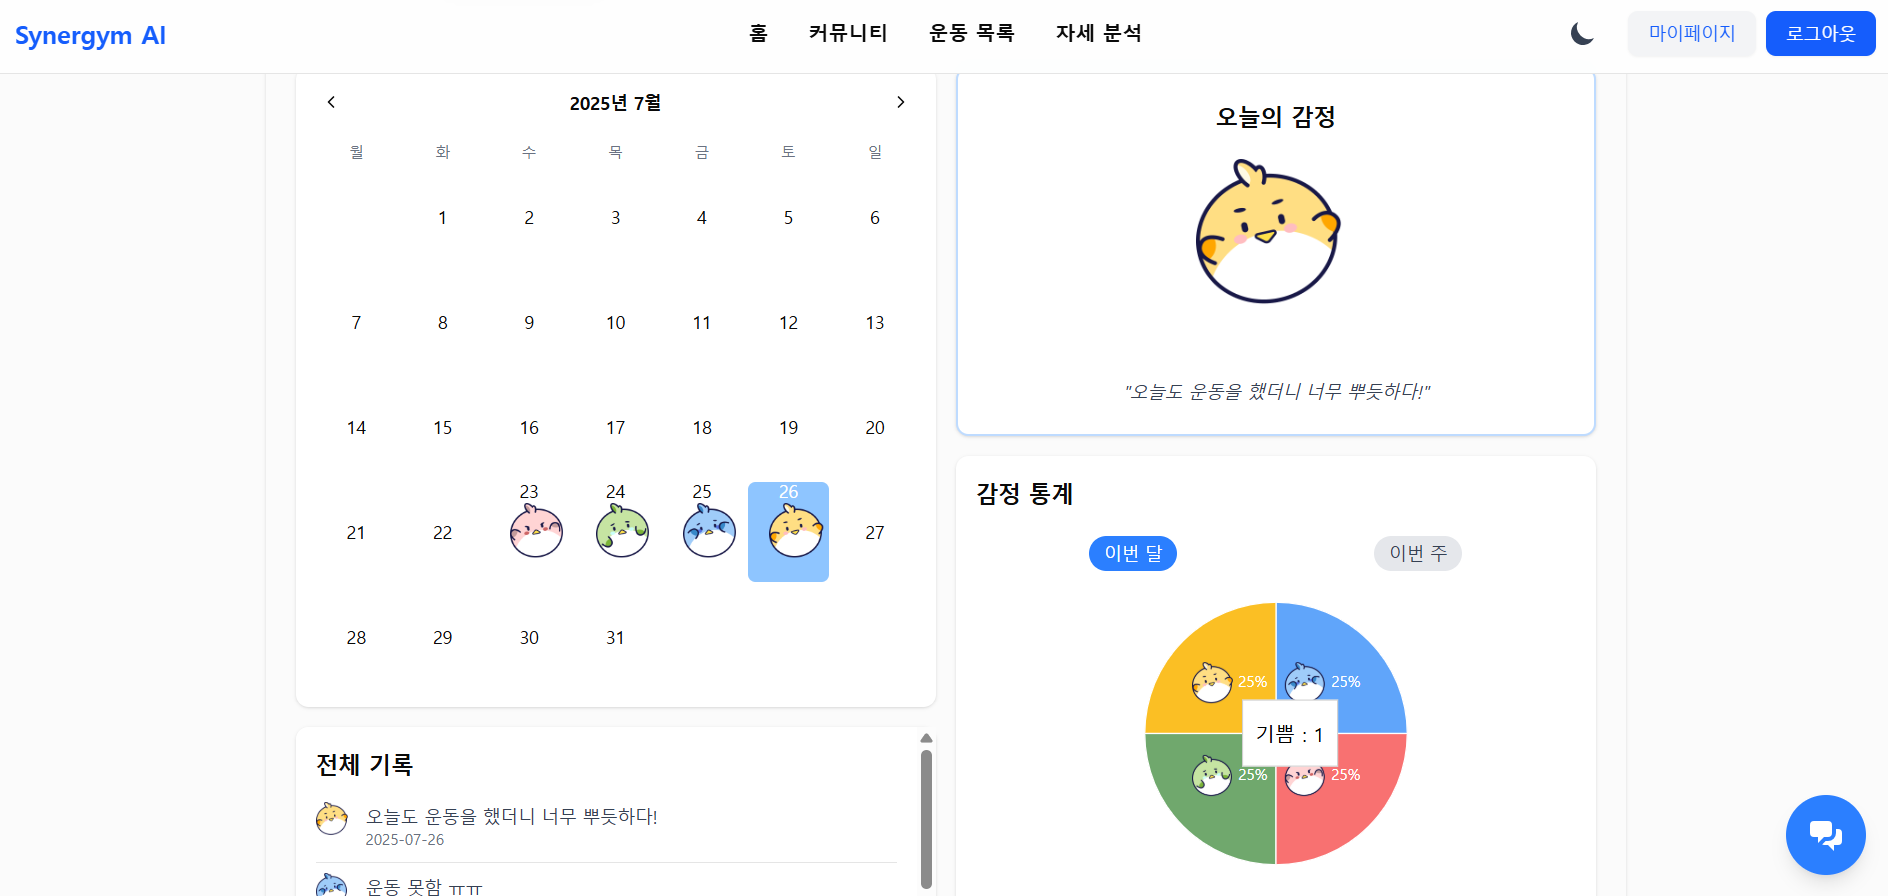 Synergym AI
홈 커뮤니티 운동 목록 자세 분석
마이페이지 로그아웃
2025년 7월
월 화 수 목 금 토 일
1 2 3 4 5 6
7 8 9 10 11 12 13
14 15 16 17 18 19 20
21 22 23 24 25 26 27
28 29 30 31
전체 기록
오늘도 운동을 했더니 너무 뿌듯하다!
2025-07-26
운동 못함 ㅠㅠ
오늘의 감정
"오늘도 운동을 했더니 너무 뿌듯하다!"
감정 통계
이번 달 이번 주
25% 25%
기쁨 : 1
25% 25%